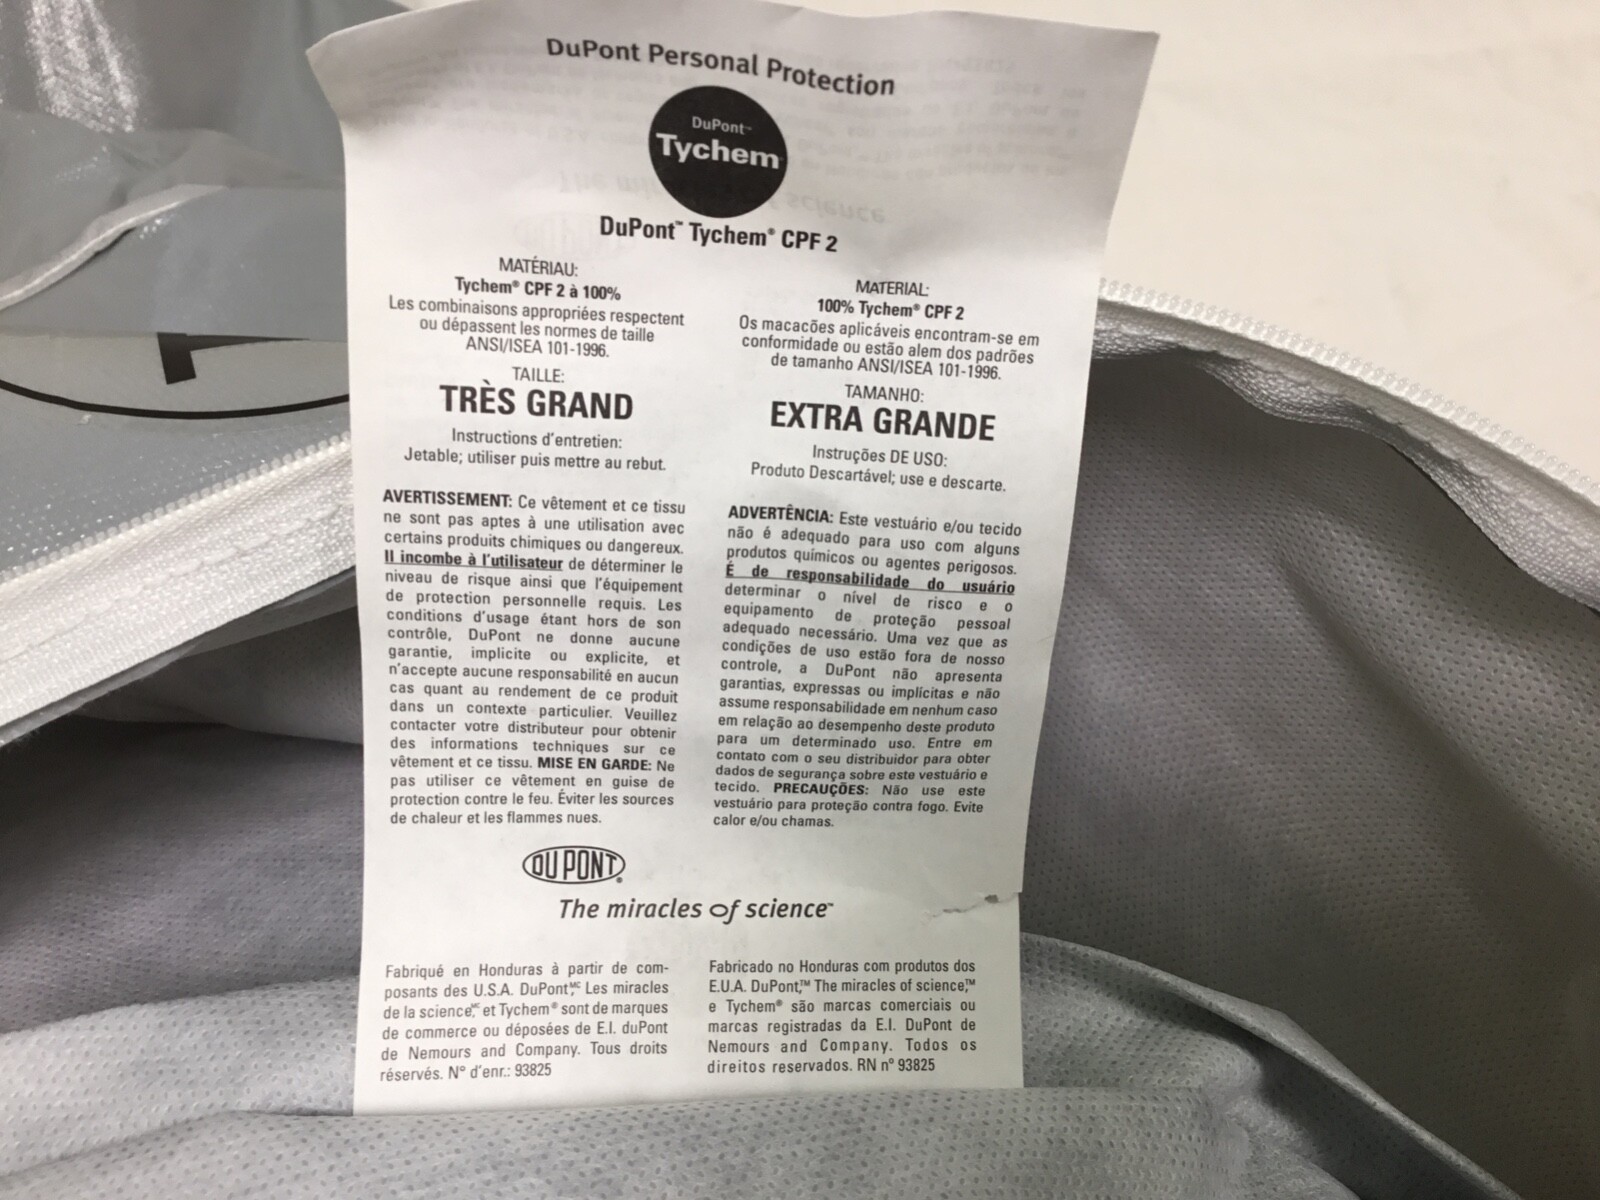 DuPont Personal Protection
DuPont™
Tychem
DuPont™ Tychem® CPF 2
MATÉRIAU:
Tychem® CPF 2 à 100%
Les combinaisons appropriées respectent
ou dépassent les normes de taille
ANSI/ISEA 101-1996.
TAILLE:
TRÈS GRAND
Instructions d'entretien:
Jetable; utiliser puis mettre au rebut.
AVERTISSEMENT: Ce vêtement et ce tissu
ne sont pas aptes à une utilisation avec
certains produits chimiques ou dangereux.
Il incombe à l'utilisateur de déterminer le
niveau de risque ainsi que l'équipement
de protection personnelle requis. Les
conditions d'usage étant hors de son
contrôle, DuPont ne donne aucune
garantie, implicite ou explicite, et
n'accepte aucune responsabilité en aucun
cas quant au rendement de ce produit
dans un contexte particulier. Veuillez
contacter votre distributeur pour obtenir
des informations techniques sur ce
vêtement et ce tissu. MISE EN GARDE: Ne
pas utiliser ce vêtement en guise de
protection contre le feu. Éviter les sources
de chaleur et les flammes nues.
MATERIAL:
100% Tychem® CPF 2
Os macacões aplicáveis encontram-se em
conformidade ou estão alem dos padrões
de tamanho ANSI/ISEA 101-1996.
TAMANHO:
EXTRA GRANDE
Instruções DE USO:
Produto Descartável; use e descarte.
ADVERTÊNCIA: Este vestuário e/ou tecido
não é adequado para uso com alguns
produtos químicos ou agentes perigosos.
É de responsabilidade do usuário
determinar o nível de risco e o
equipamento de proteção pessoal
adequado necessário. Uma vez que as
condições de uso estão fora de nosso
controle, a DuPont não apresenta
garantias, expressas ou implícitas e não
assume responsabilidade em nenhum caso
em relação ao desempenho deste produto
para um determinado uso. Entre em
contato com o seu distribuidor para obter
dados de segurança sobre este vestuário e
tecido. PRECAUÇÕES: Não use este
vestuário para proteção contra fogo. Evite
calor e/ou chamas.
DU PONT®
The miracles of science™
Fabriqué en Honduras à partir de com-
posants des U.S.A. DuPont,MC Les miracles
de la science,MC et Tychem® sont de marques
de commerce ou déposées de E.I. duPont
de Nemours and Company. Tous droits
réservés. N° d'enr.: 93825
Fabricado no Honduras com produtos dos
E.U.A. DuPont,™ The miracles of science,™
e Tychem® são marcas comerciais ou
marcas registradas da E.I. DuPont de
Nemours and Company. Todos os
direitos reservados. RN n° 93825